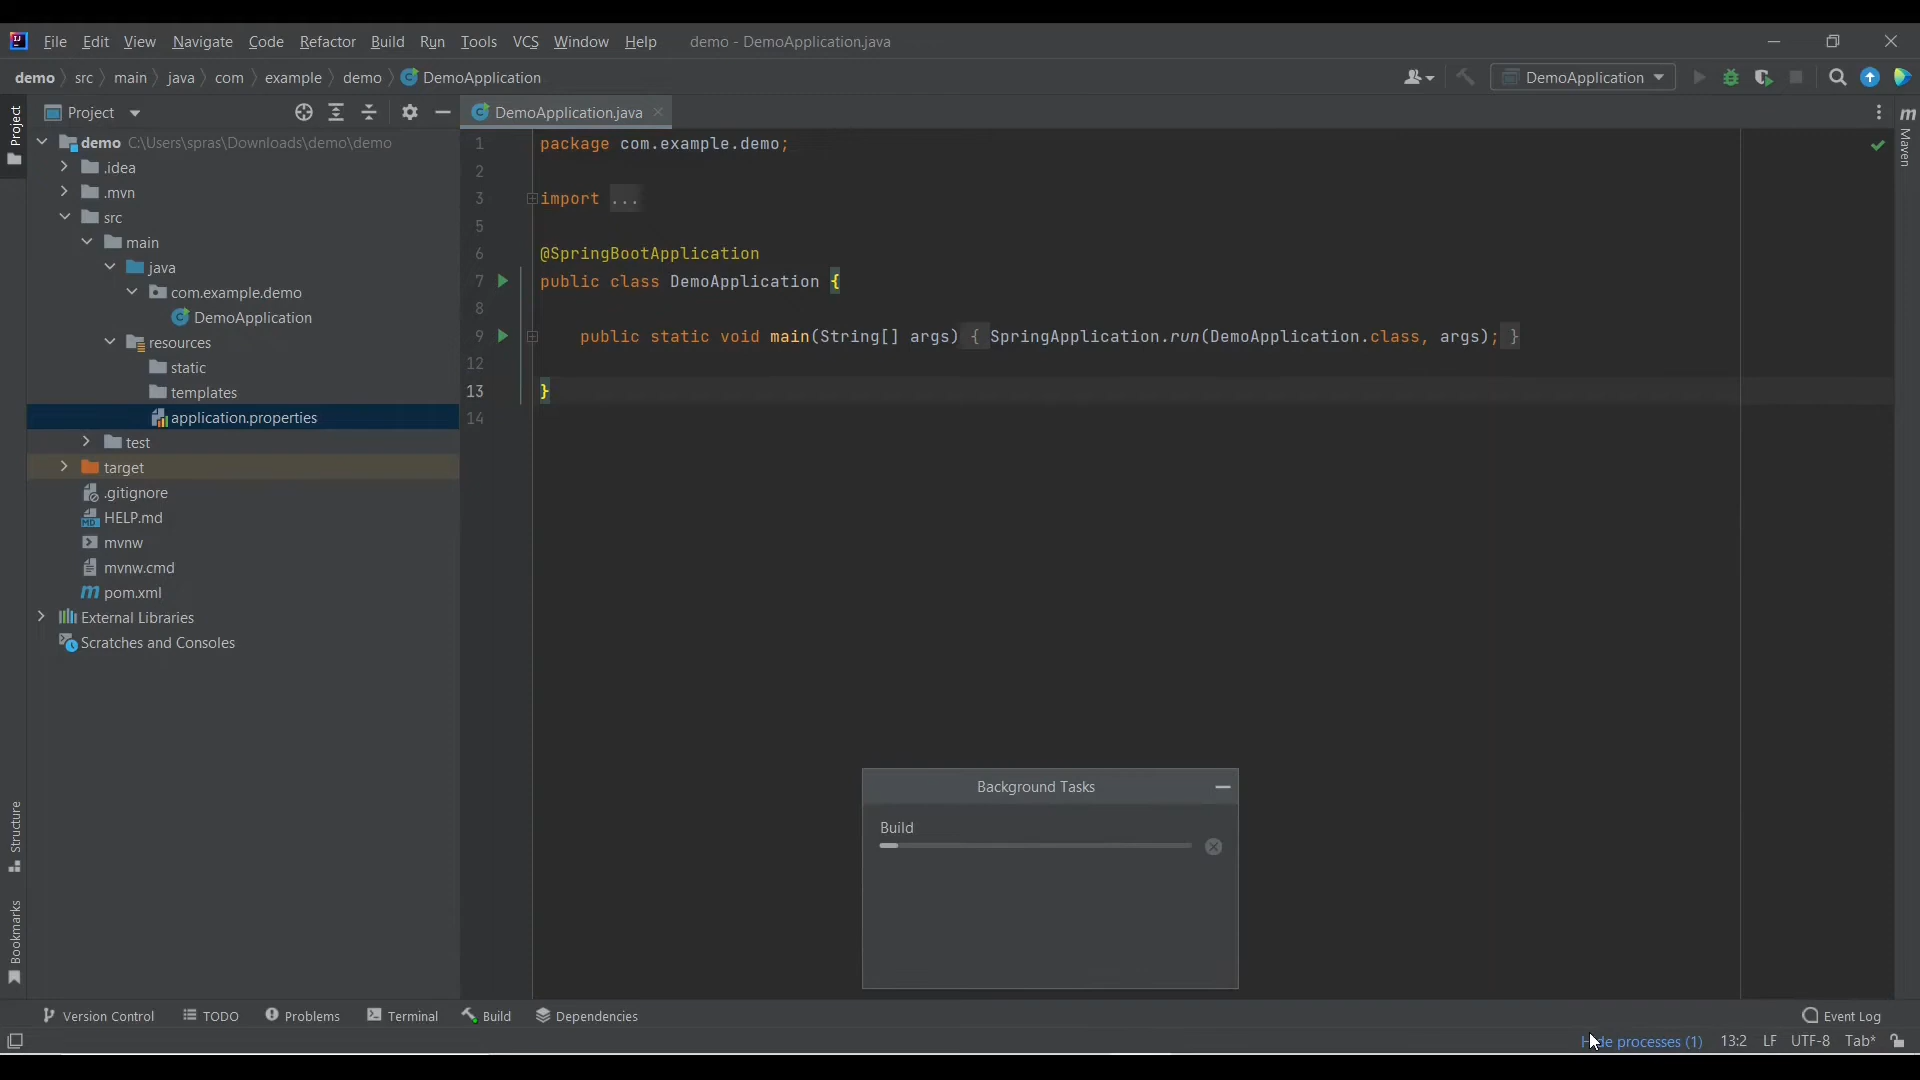 File Edit View Navigate Code Refactor Build Run Tools VCS Window Help demo - DemoApplication.java
demo src main java com example demo DemoApplication
DemoApplication
Project
DemoApplication.java
Project
demo C:\Users\spras\Downloads\demo\demo
.idea
.mvn
src
main
java
com.example.demo
DemoApplication
resources
static
templates
application.properties
test
target
.gitignore
HELP.md
mvnw
mvnw.cmd
pom.xml
External Libraries
Scratches and Consoles
Structure
Bookmarks
1 package com.example.demo;
2
3 import ...
5
6 @SpringBootApplication
7 public class DemoApplication {
8
9 public static void main(String[] args) { SpringApplication.run(DemoApplication.class, args); }
12
13 }
14
Maven
Background Tasks
Build
Version Control TODO Problems Terminal Build Dependencies Event Log
processes (1) 13:2 LF UTF-8 Tab*